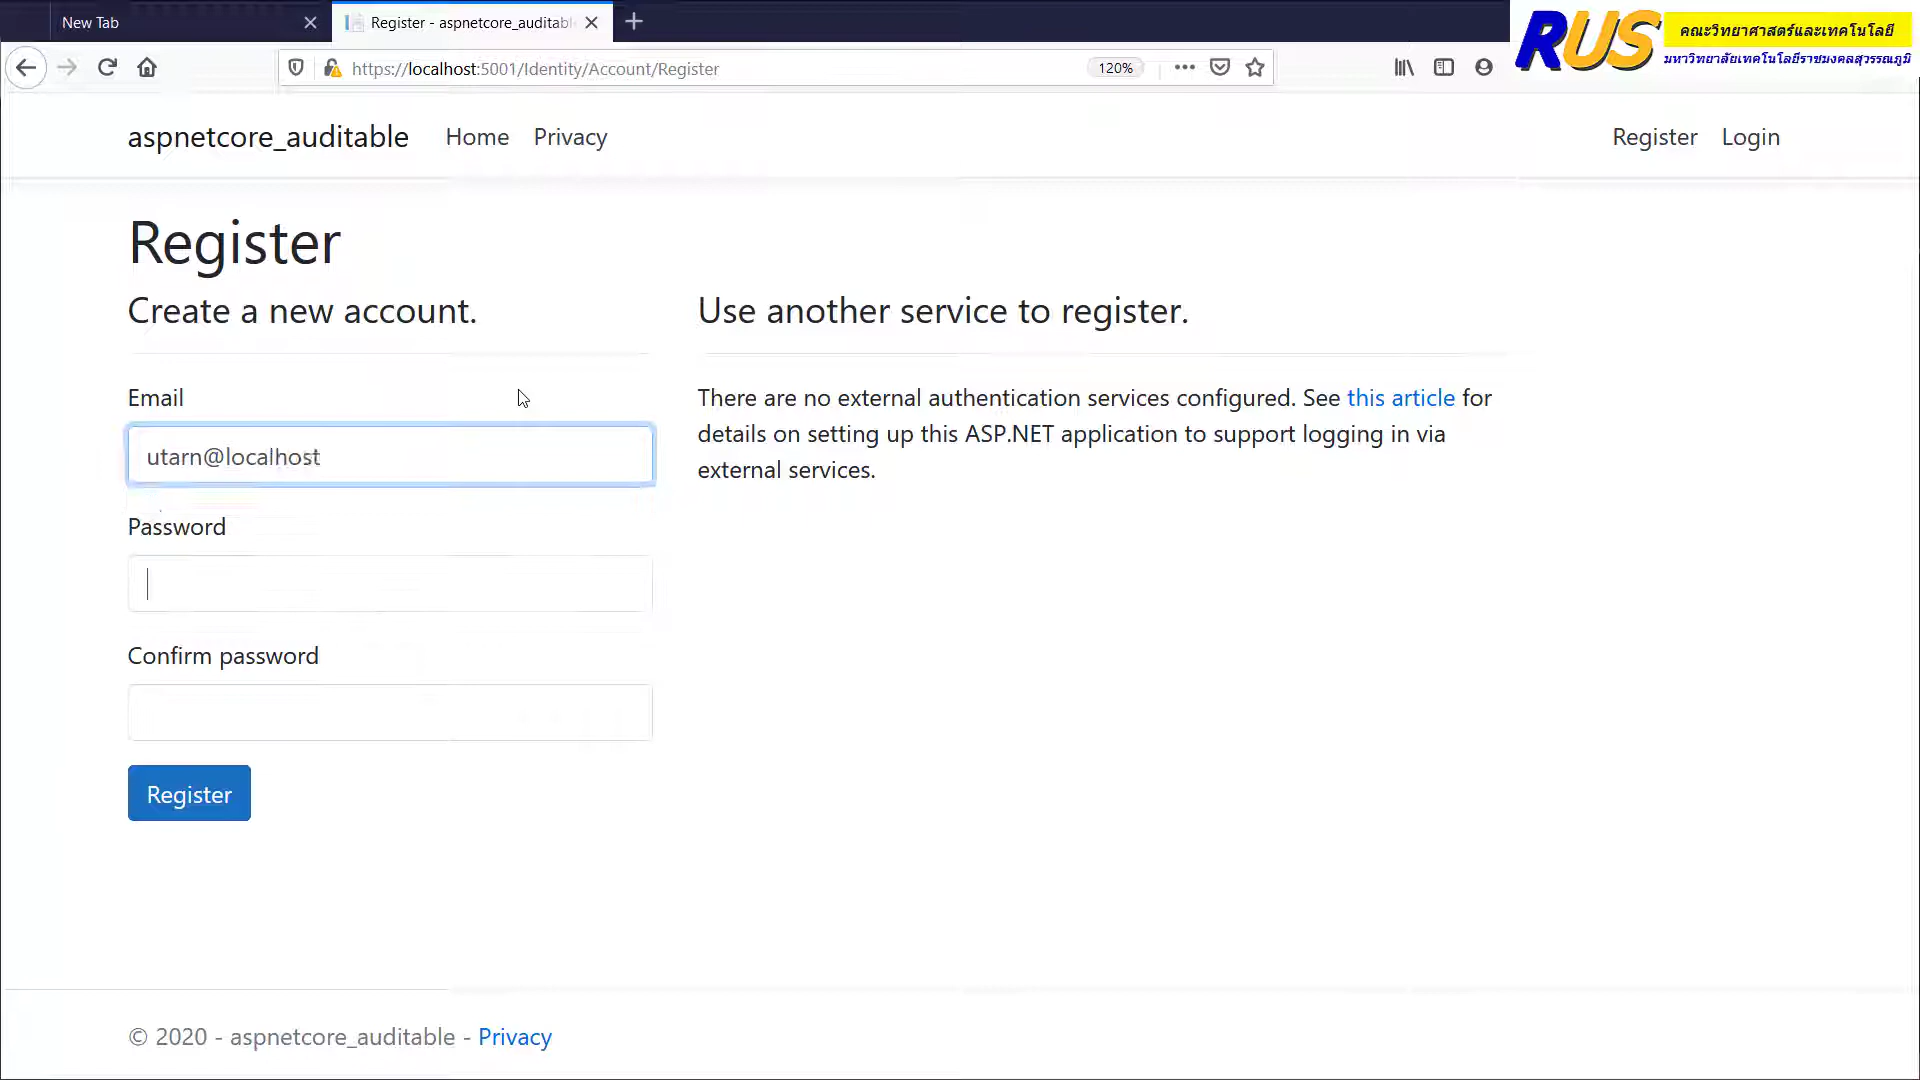 New Tab
Register - aspnetcore_auditabl
RUS
คณะวิทยาศาสตร์และเทคโนโลยี
มหาวิทยาลัยเทคโนโลยีราชมงคลสุวรรณภูมิ
https://localhost:5001/Identity/Account/Register
120%
aspnetcore_auditable
Home
Privacy
Register
Login
Register
Create a new account.
Email
utarn@localhost
Password
Confirm password
Register
Use another service to register.
There are no external authentication services configured. See this article for
details on setting up this ASP.NET application to support logging in via
external services.
© 2020 - aspnetcore_auditable - Privacy